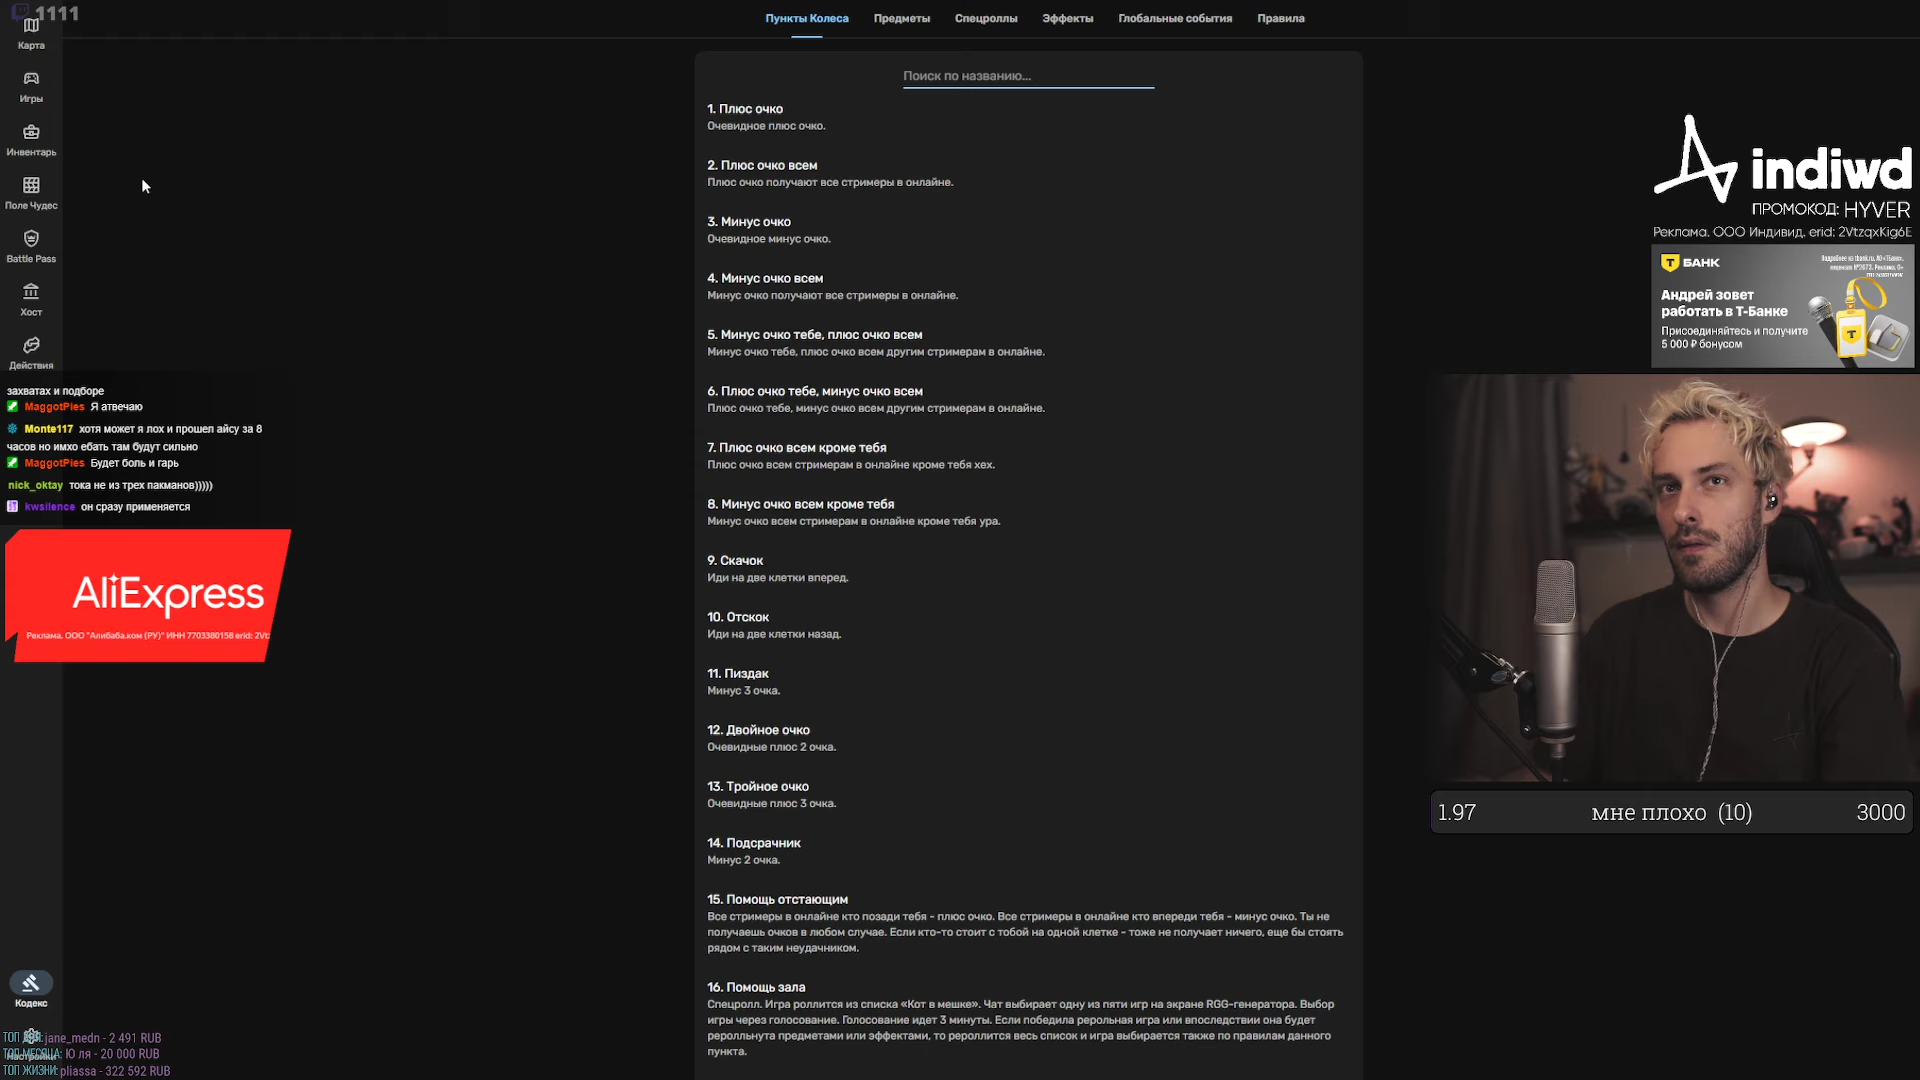 1111
Карта
Игры
Инвентарь
Поле Чудес
Battle Pass
Хост
Действия
захватах и подборе
MaggotPies Я атвечаю
Monte117 хотя может я лох и прошел айсу за 8
часов но имхо ебать там будут сильно
MaggotPies Будет боль и гарь
nick_oktay тока не из трех пакманов)))))
kwsilence он сразу применяется
AliExpress
Реклама. ООО "Алибаба.ком (РУ)" ИНН 7703380158 erid: 2Vt
Кодекс
Настройки
ТОП ДНЯ: jane_medn - 2 491 RUB
ТОП МЕСЯЦА: Ю ля - 20 000 RUB
ТОП ЖИЗНИ: pliassa - 322 592 RUB
Пункты Колеса
Предметы
Спецроллы
Эффекты
Глобальные события
Правила
Поиск по названию...
1. Плюс очко
Очевидное плюс очко.
2. Плюс очко всем
Плюс очко получают все стримеры в онлайне.
3. Минус очко
Очевидное минус очко.
4. Минус очко всем
Минус очко получают все стримеры в онлайне.
5. Минус очко тебе, плюс очко всем
Минус очко тебе, плюс очко всем другим стримерам в онлайне.
6. Плюс очко тебе, минус очко всем
Плюс очко тебе, минус очко всем другим стримерам в онлайне.
7. Плюс очко всем кроме тебя
Плюс очко всем стримерам в онлайне кроме тебя хех.
8. Минус очко всем кроме тебя
Минус очко всем стримерам в онлайне кроме тебя ура.
9. Скачок
Иди на две клетки вперед.
10. Отскок
Иди на две клетки назад.
11. Пиздак
Минус 3 очка.
12. Двойное очко
Очевидные плюс 2 очка.
13. Тройное очко
Очевидные плюс 3 очка.
14. Подсрачник
Минус 2 очка.
15. Помощь отстающим
Все стримеры в онлайне кто позади тебя - плюс очко. Все стримеры в онлайне кто впереди тебя - минус очко. Ты не
получаешь очков в любом случае. Если кто-то стоит с тобой на одной клетке - тоже не получает ничего, еще бы стоять
рядом с таким неудачником.
16. Помощь зала
Спецролл. Игра роллится из списка «Кот в мешке». Чат выбирает одну из пяти игр на экране RGG-генератора. Выбор
игры через голосование. Голосование идет 3 минуты. Если победила рерольная игра или впоследствии она будет
реролльнута предметами или эффектами, то рероллится весь список и игра выбирается также по правилам данного
пункта.
indiwd
ПРОМОКОД: HYVER
Реклама. ООО Индивид. erid: 2VtzqxKig6E
Т БАНК
Андрей зовет
работать в Т-Банке
Присоединяйтесь и получите
5 000 ₽ бонусом
1.97
мне плохо (10)
3000